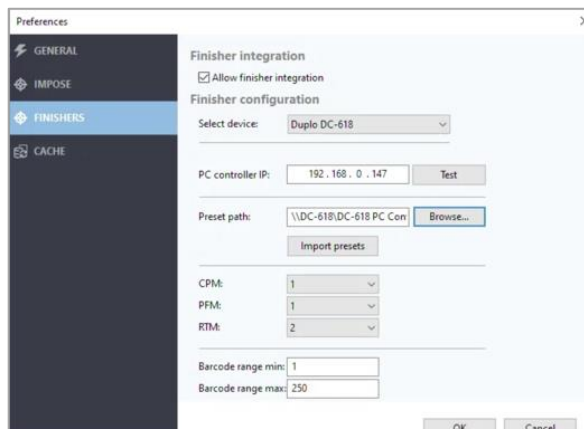 Preferences
GENERAL
IMPOSE
FINISHERS
CACHE
Finisher integration
Allow finisher integration
Finisher configuration
Select device: Duplo DC-618
PC controller IP: 192 . 168 . 0 . 147 Test
Preset path: \\DC-618\DC-618 PC Con Browse...
Import presets
CPM: 1
PFM: 1
RTM: 2
Barcode range min: 1
Barcode range max: 250
OK Cancel